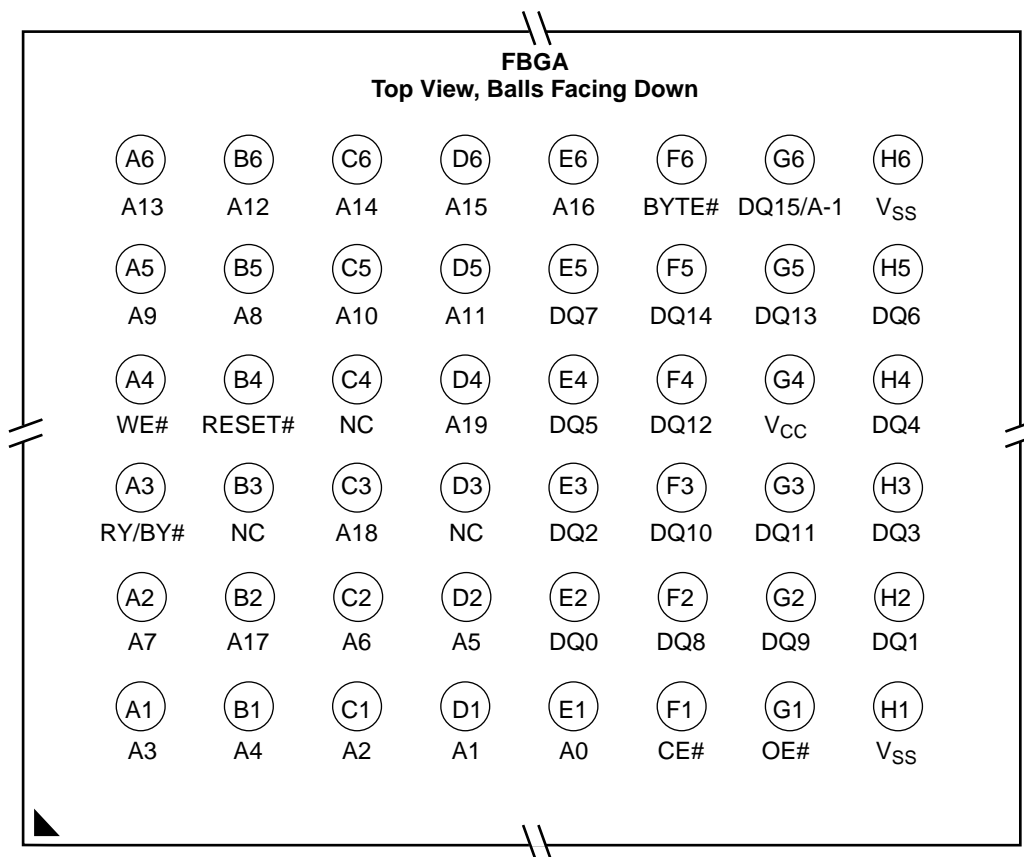 FBGA
Top View, Balls Facing Down
A6 B6 C6 D6 E6 F6 G6 H6
A13 A12 A14 A15 A16 BYTE# DQ15/A-1 VSS
A5 B5 C5 D5 E5 F5 G5 H5
A9 A8 A10 A11 DQ7 DQ14 DQ13 DQ6
A4 B4 C4 D4 E4 F4 G4 H4
WE# RESET# NC A19 DQ5 DQ12 VCC DQ4
A3 B3 C3 D3 E3 F3 G3 H3
RY/BY# NC A18 NC DQ2 DQ10 DQ11 DQ3
A2 B2 C2 D2 E2 F2 G2 H2
A7 A17 A6 A5 DQ0 DQ8 DQ9 DQ1
A1 B1 C1 D1 E1 F1 G1 H1
A3 A4 A2 A1 A0 CE# OE# VSS